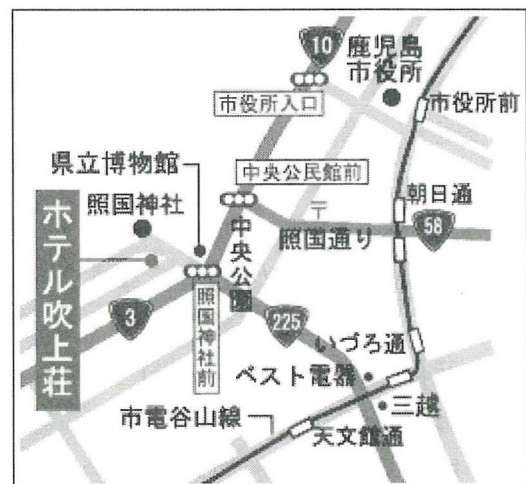 10
鹿児島
市役所
市役所入口
市役所前
県立博物館
中央公民館前
照国神社
朝日通
〒
照国通り
58
中央公園
ホテル吹上荘
3
照国神社前
225
いづろ通
ベスト電器
三越
市電谷山線
天文館通